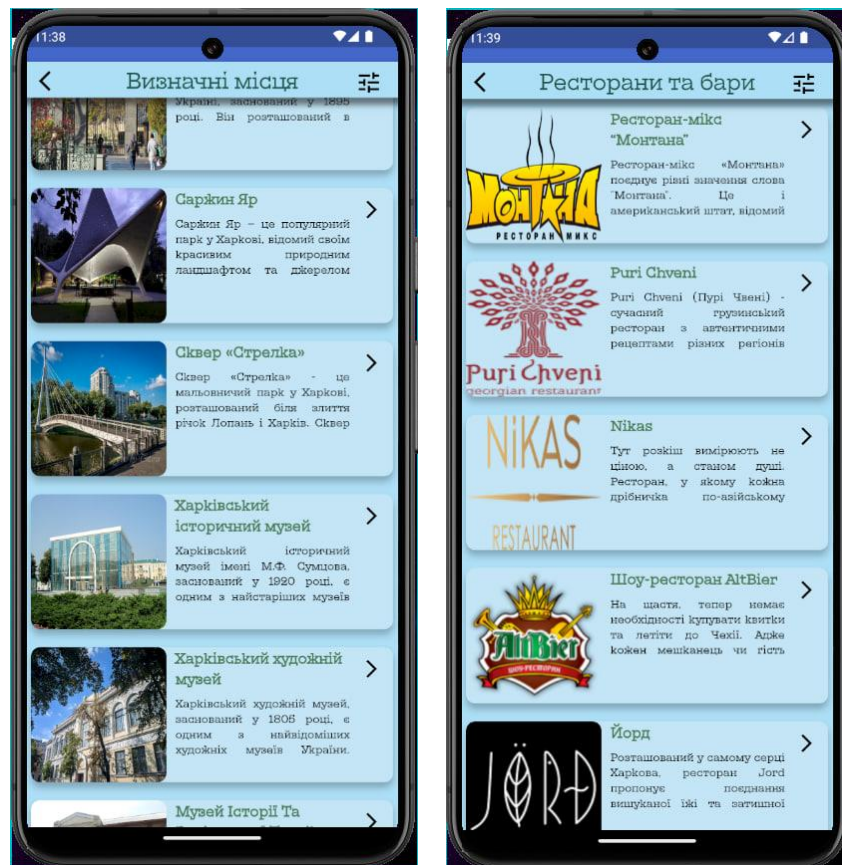 11:38
Визначні місця
Україні, заснований у 1895
році. Він розташований в
Саржин Яр
Саржин Яр – це популярний
парк у Харкові, відомий своїм
красивим природним
ландшафтом та джерелом
Сквер «Стрелка»
Сквер «Стрелка» - це
мальовничий парк у Харкові,
розташований біля злиття
річок Лопань і Харків. Сквер
Харківський
історичний музей
Харківський історичний
музей імені М.Ф. Сумцова,
заснований у 1920 році, є
одним з найстаріших музеїв
Харківський художній
музей
Харківський художній музей,
заснований у 1805 році, є
одним з найвідоміших
художніх музеїв України.
Музей Історії Та
11:39
Ресторани та бари
МОНТАНА
РЕСТОРАН МИКС
Ресторан-мікс
“Монтана”
Ресторан-мікс «Монтана»
поєднує різні значення слова
"Монтана". Це і
американський штат, відомий
Puri Chveni
georgian restaurant
Puri Chveni
Puri Chveni (Пурі Чвені) -
сучасний грузинський
ресторан з автентичними
рецептами різних регіонів
NiKAS
RESTAURANT
Nikas
Тут розкіш вимірюють не
ціною, а станом душі.
Ресторан, у якому кожна
дрібничка по-азійському
AltBier
ШОУ-РЕСТОРАН
Шоу-ресторан AltBier
На щастя, тепер немає
необхідності купувати квитки
та летіти до Чехії. Адже
кожен мешканець чи гість
JÖRD
Йорд
Розташований у самому серці
Харкова, ресторан Jord
пропонує поєднання
вишуканої їжі та затишної